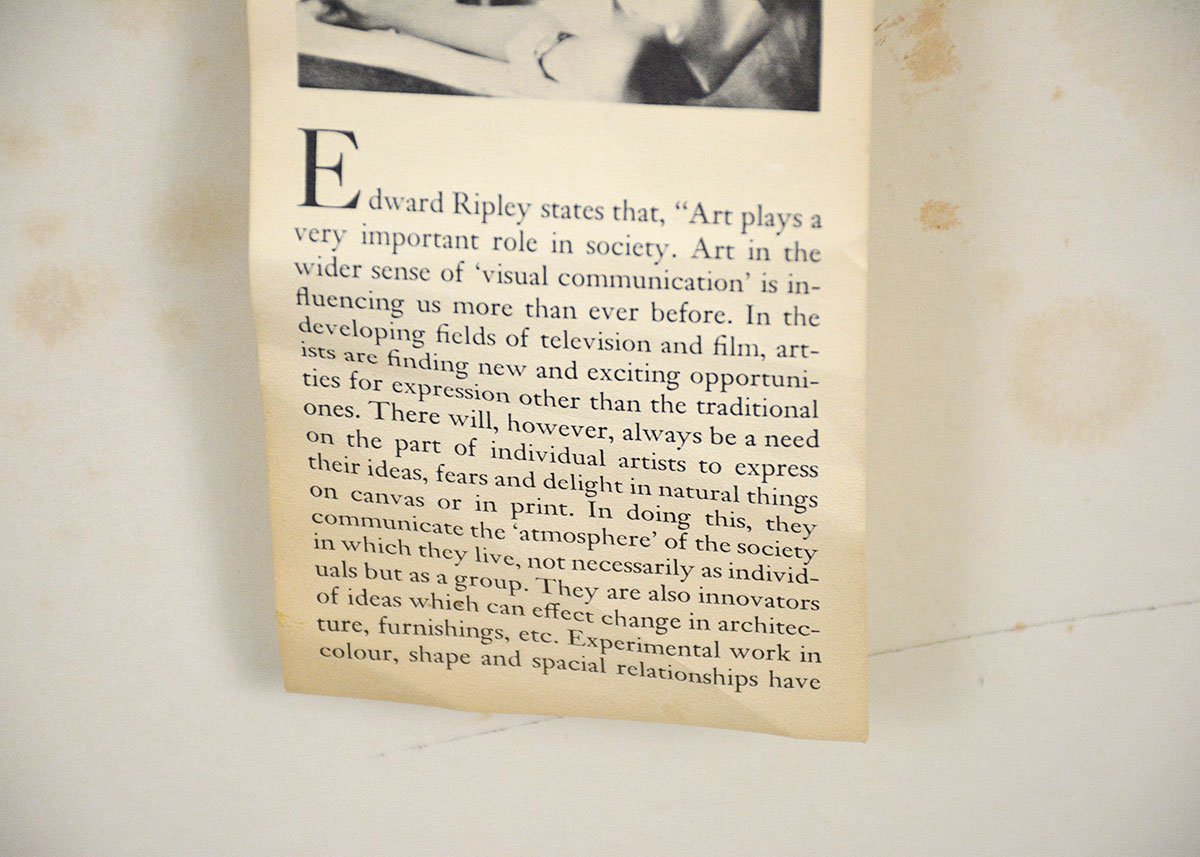 Edward Ripley states that, “Art plays a
very important role in society. Art in the
wider sense of ‘visual communication’ is in-
fluencing us more than ever before. In the
developing fields of television and film, art-
ists are finding new and exciting opportuni-
ties for expression other than the traditional
ones. There will, however, always be a need
on the part of individual artists to express
their ideas, fears and delight in natural things
on canvas or in print. In doing this, they
communicate the ‘atmosphere’ of the society
in which they live, not necessarily as individ-
uals but as a group. They are also innovators
of ideas which can effect change in architec-
ture, furnishings, etc. Experimental work in
colour, shape and spacial relationships have